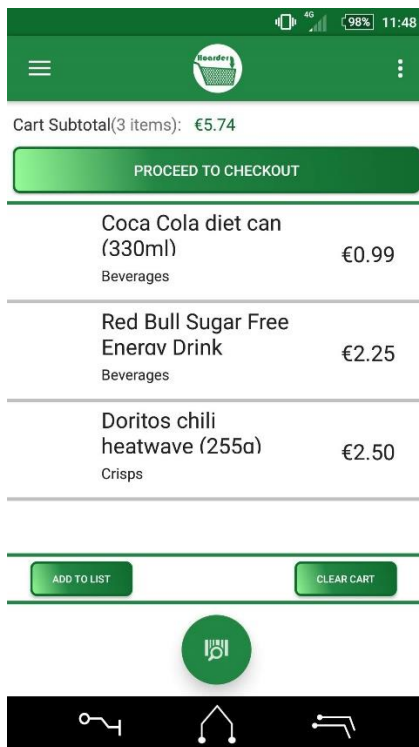 4G 98% 11:48
Hoarder
Cart Subtotal(3 items): €5.74
PROCEED TO CHECKOUT
Coca Cola diet can
(330ml)
€0.99
Beverages
Red Bull Sugar Free
Energy Drink
€2.25
Beverages
Doritos chili
heatwave (255g)
€2.50
Crisps
ADD TO LIST
CLEAR CART